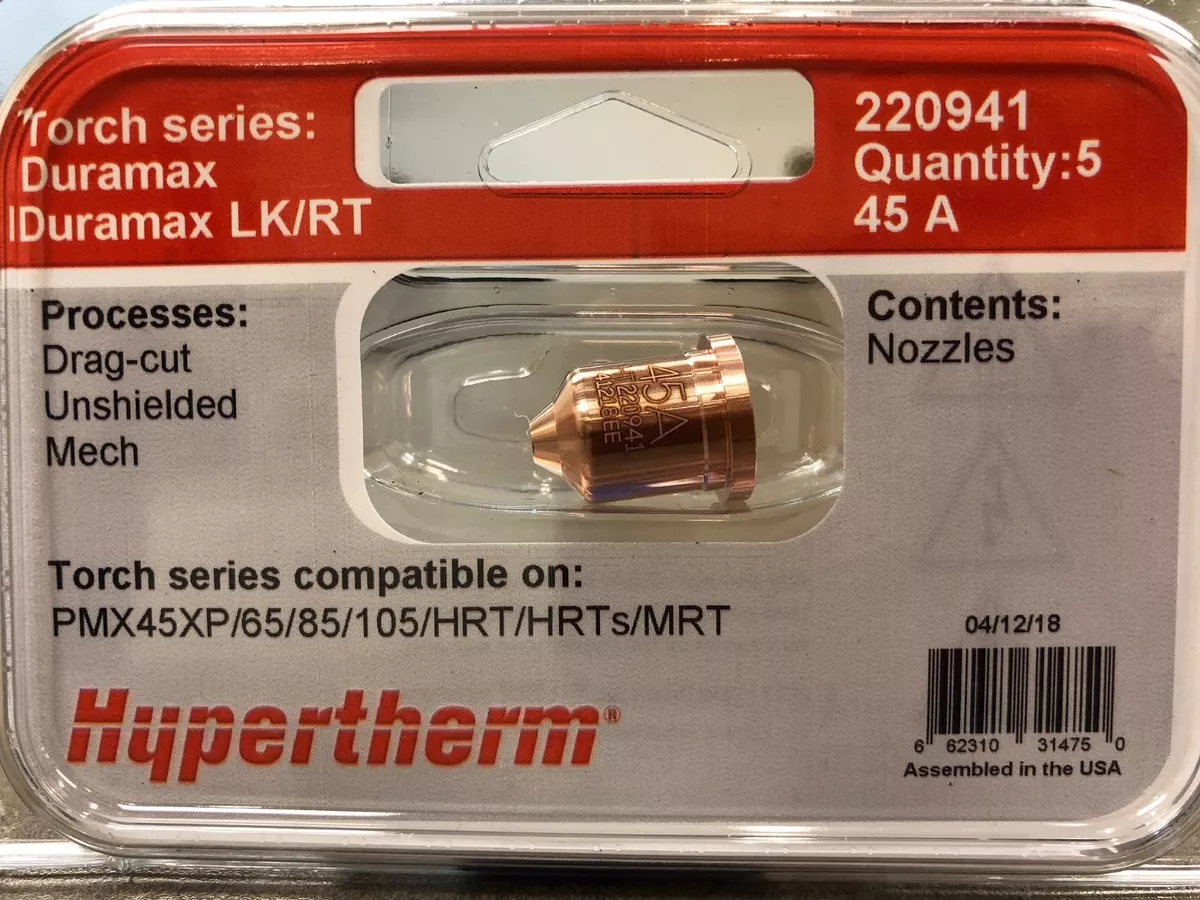 Torch series:
Duramax
Duramax LK/RT
220941
Quantity:5
45 A
Processes:
Drag-cut
Unshielded
Mech
45A
220941
4216EE
Contents:
Nozzles
Torch series compatible on:
PMX45XP/65/85/105/HRT/HRTs/MRT
Hypertherm®
04/12/18
6 62310 31475 0
Assembled in the USA